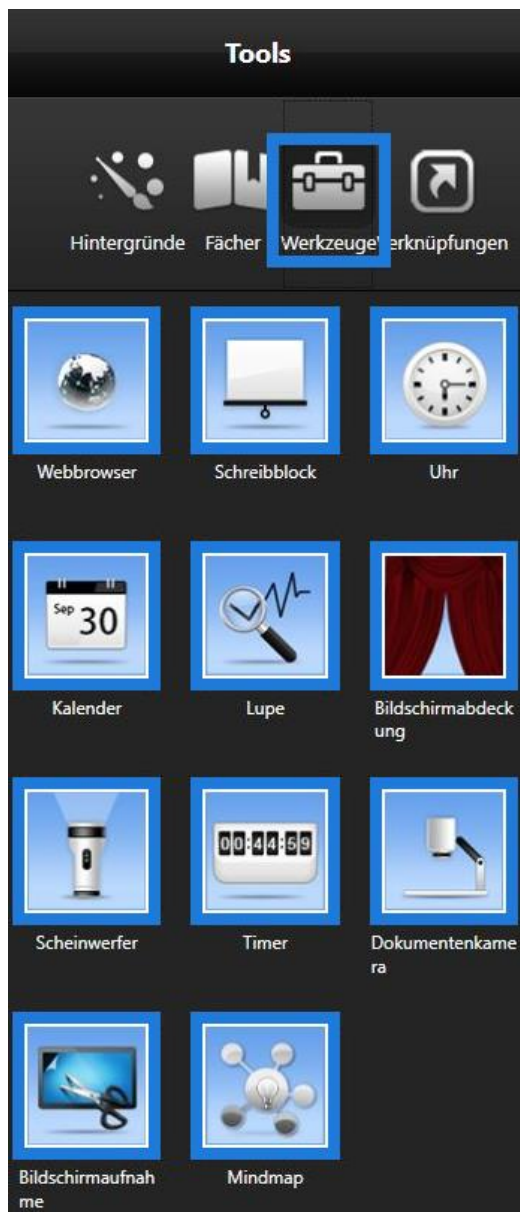 Tools
Hintergründe Fächer Werkzeuge erknüpfungen
Webbrowser Schreibblock Uhr
Sep
30
Kalender Lupe Bildschirmabdeck
ung
00:44:59
Scheinwerfer Timer Dokumentenkame
ra
Bildschirmaufnah
me
Mindmap